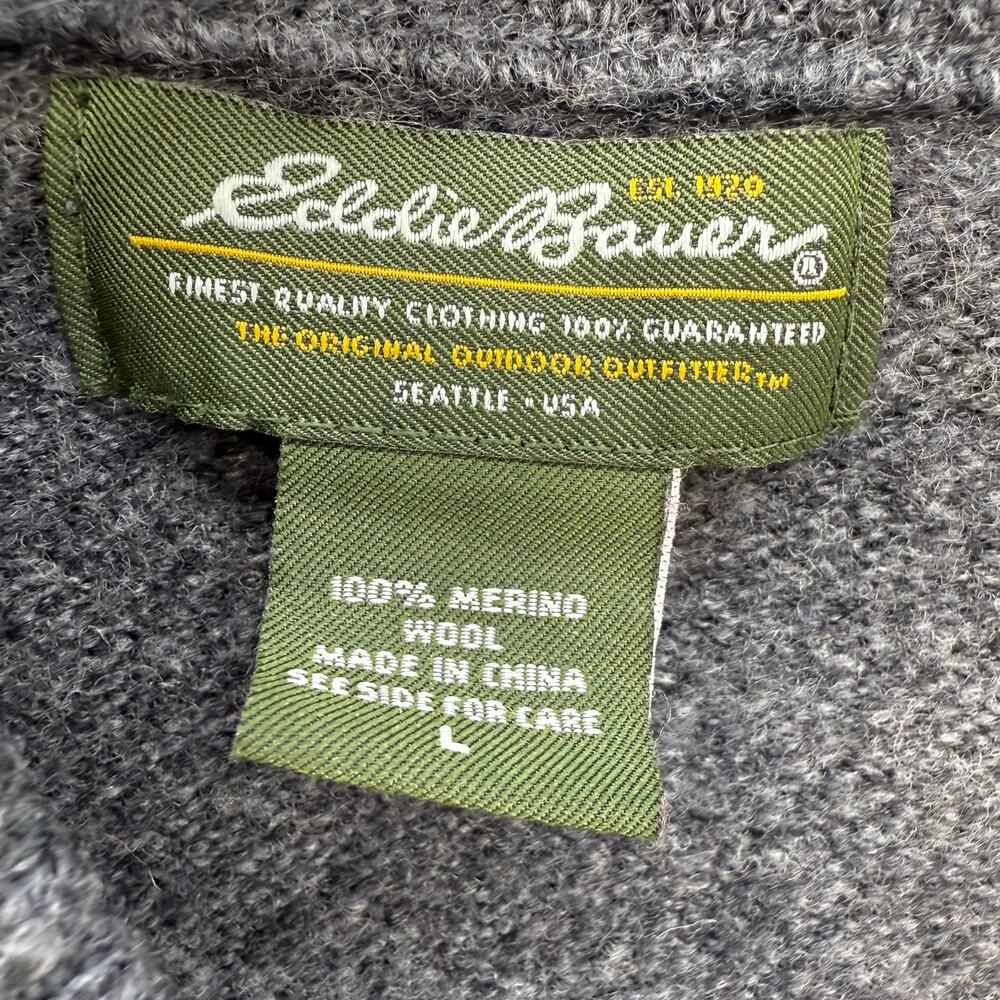 Eddie Bauer® EST. 1920
FINEST QUALITY CLOTHING 100% GUARANTEED
THE ORIGINAL OUTDOOR OUTFITTER™
SEATTLE · USA
100% MERINO
WOOL
MADE IN CHINA
SEE SIDE FOR CARE
L